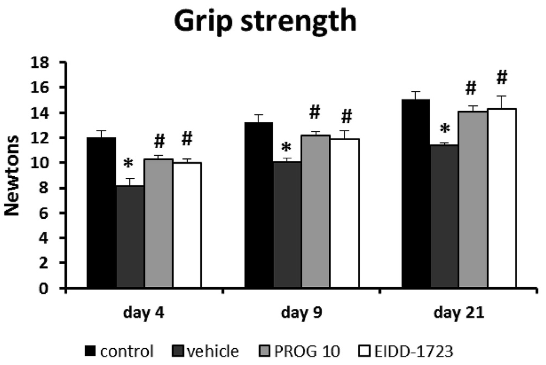 Grip strength
Newtons
18
16
14
12
10
8
6
4
2
0
* # #
* # #
* # #
day 4 day 9 day 21
control vehicle PROG 10 EIDD-1723